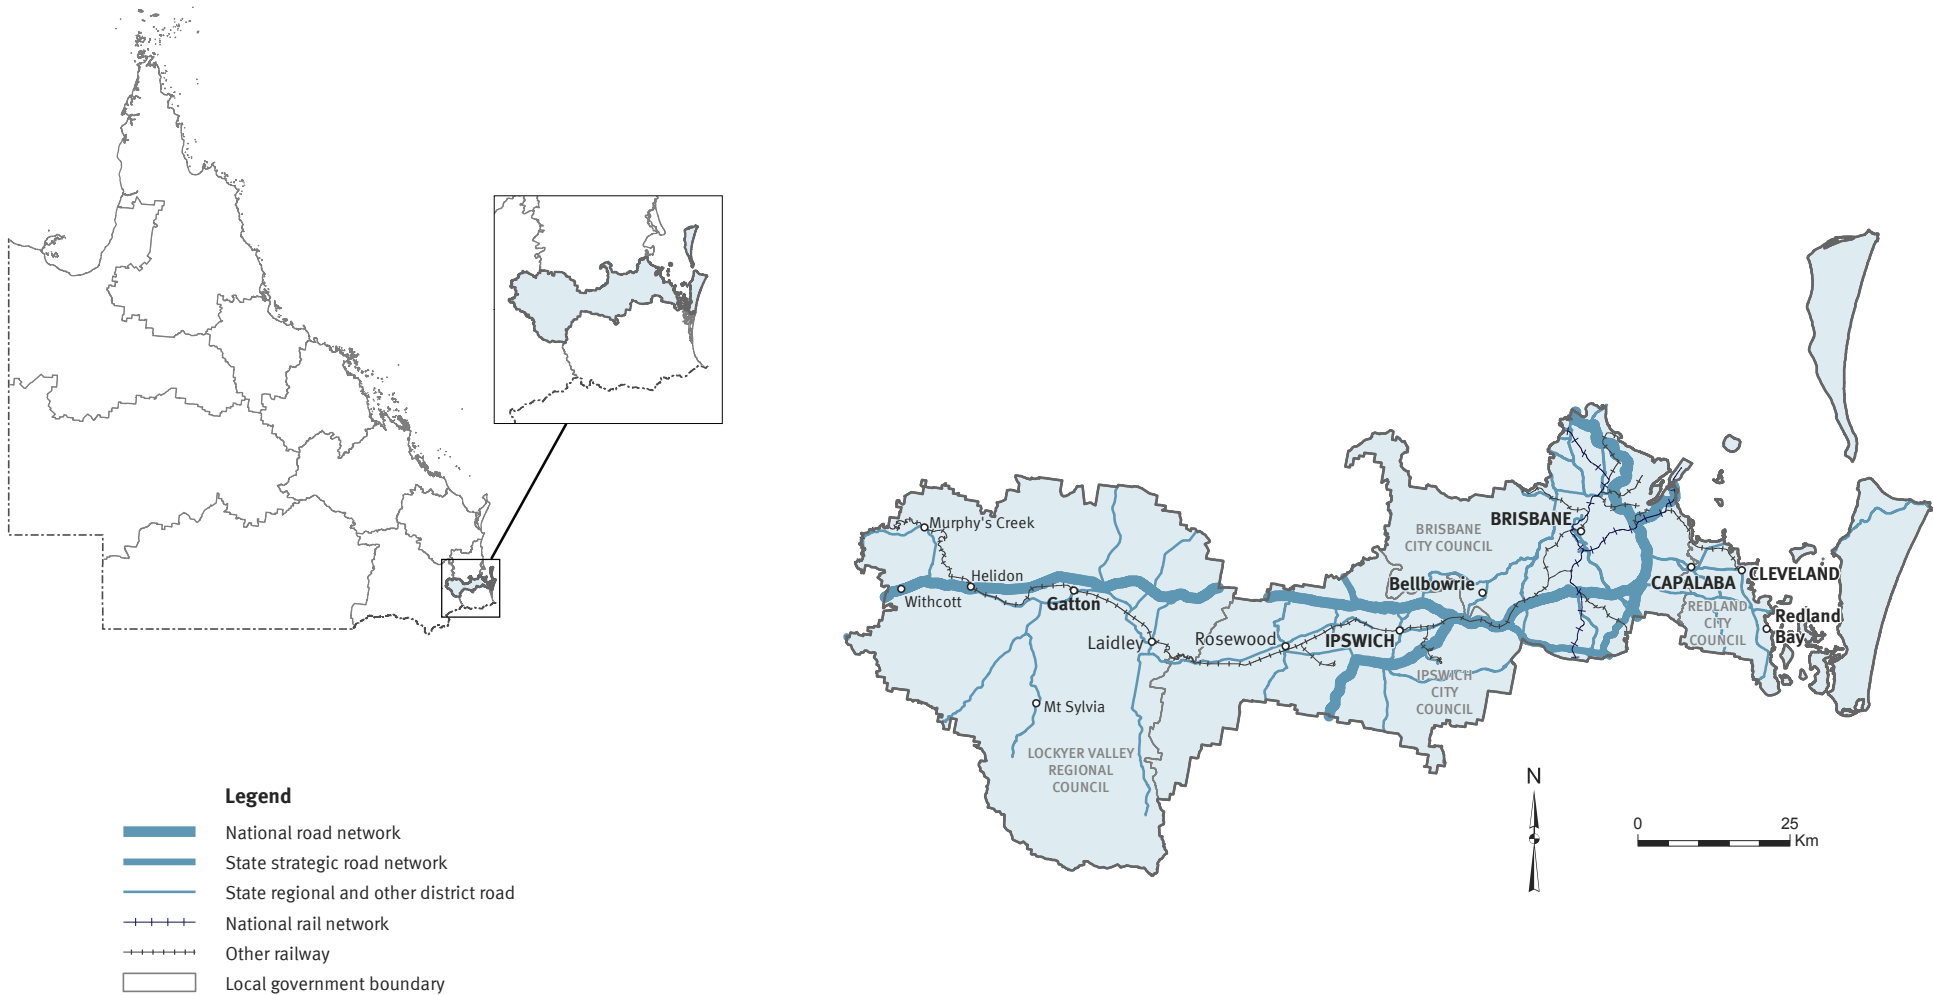 Murphy's Creek
Helidon
Withcott
Gatton
Laidley
Mt Sylvia
LOCKYER VALLEY
REGIONAL
COUNCIL
Rosewood
IPSWICH
IPSWICH
CITY
COUNCIL
BRISBANE
BRISBANE
CITY COUNCIL
Bellbowrie
CAPALABA
CLEVELAND
REDLAND
CITY
COUNCIL
Redland
Bay
N
0 25
Km
Legend
National road network
State strategic road network
State regional and other district road
National rail network
Other railway
Local government boundary